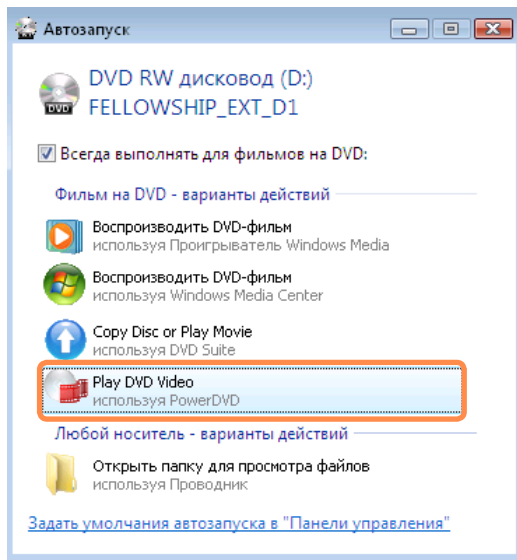 Автозапуск
DVD RW дисковод (D:)
FELLOWSHIP_EXT_D1
DVD
Всегда выполнять для фильмов на DVD:
Фильм на DVD - варианты действий
Воспроизводить DVD-фильм
используя Проигрыватель Windows Media
Воспроизводить DVD-фильм
используя Windows Media Center
Copy Disc or Play Movie
используя DVD Suite
Play DVD Video
используя PowerDVD
Любой носитель - варианты действий
Открыть папку для просмотра файлов
используя Проводник
Задать умолчания автозапуска в "Панели управления"